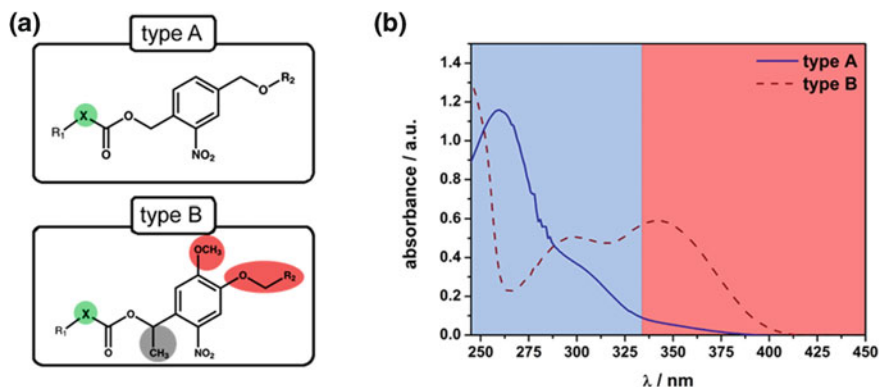 (a)
type A
R₁
X
O
O
NO₂
O
R₂
type B
OCH₃
O
R₂
R₁
X
O
O
CH₃
NO₂
(b)
absorbance / a.u.
1.4
1.2
1.0
0.8
0.6
0.4
0.2
0.0
250 275 300 325 350 375 400 425 450
λ / nm
type A
type B